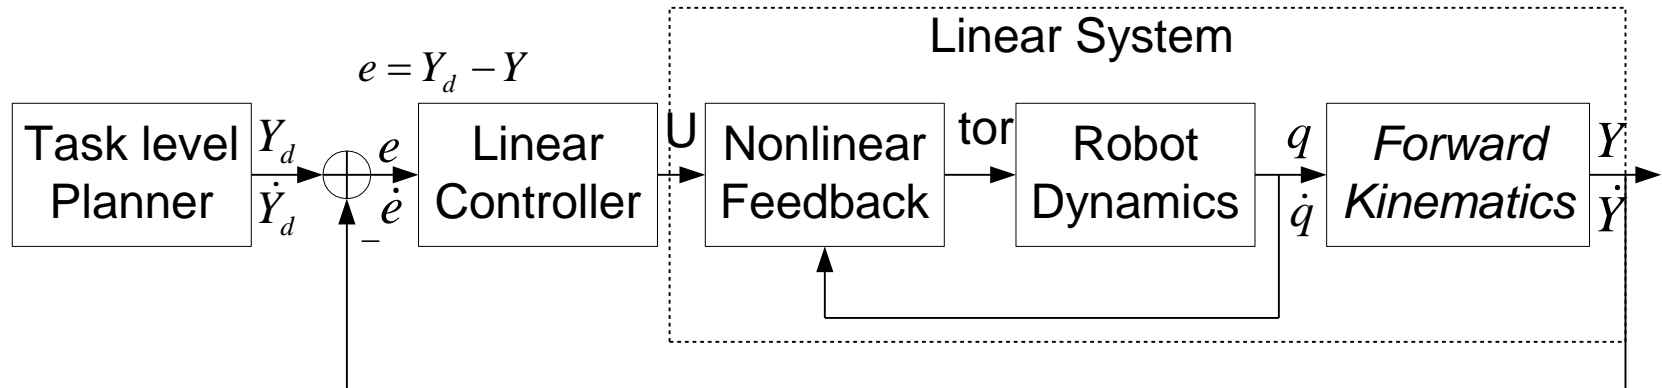 Linear System
e = Y_d − Y
Task level
Planner
Y_d
Ẏ_d
−
e
ė
Linear
Controller
U
Nonlinear
Feedback
tor
Robot
Dynamics
q
q̇
Forward
Kinematics
Y
Ẏ